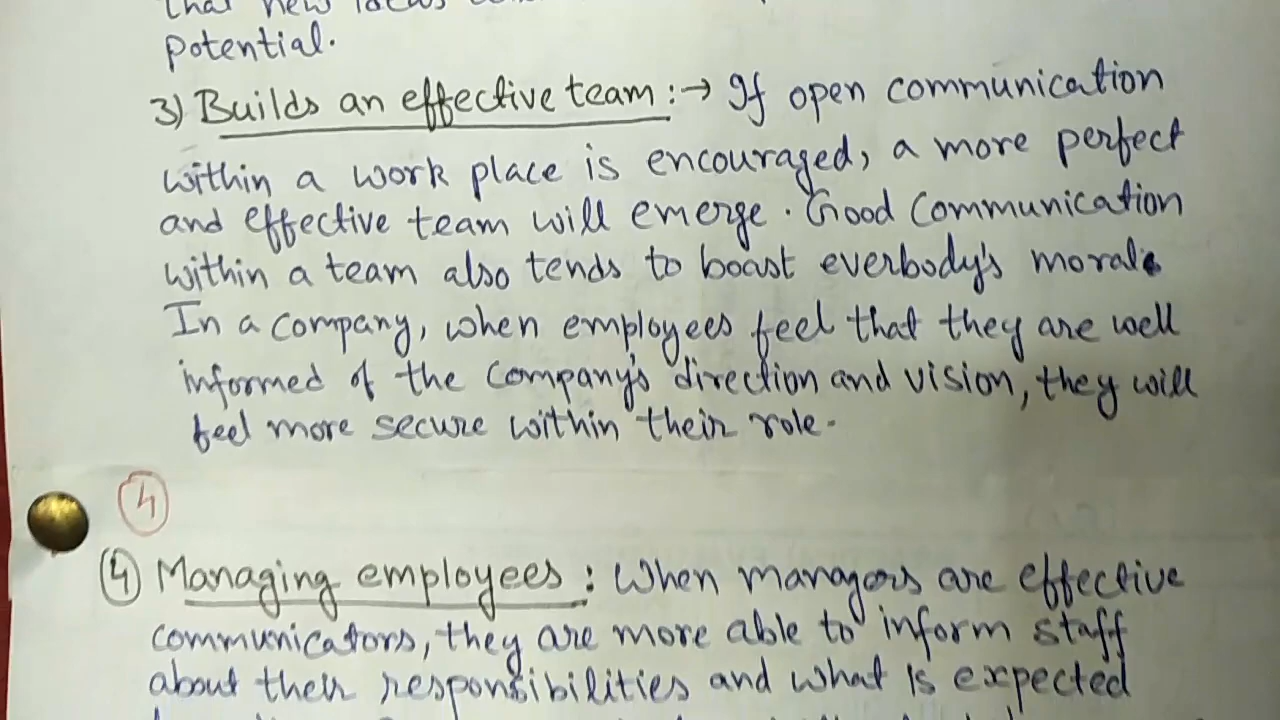 that new ideas
potential.
3) Builds an effective team :→ If open communication
within a work place is encouraged, a more perfect
and effective team will emerge. Good Communication
within a team also tends to boast everbody's morale
In a Company, when employees feel that they are well
informed of the Company's direction and vision, they will
feel more secure within their role.
4
4 Managing employees : When managers are effective
communicators, they are more able to inform staff
about their responsibilities and what is expected